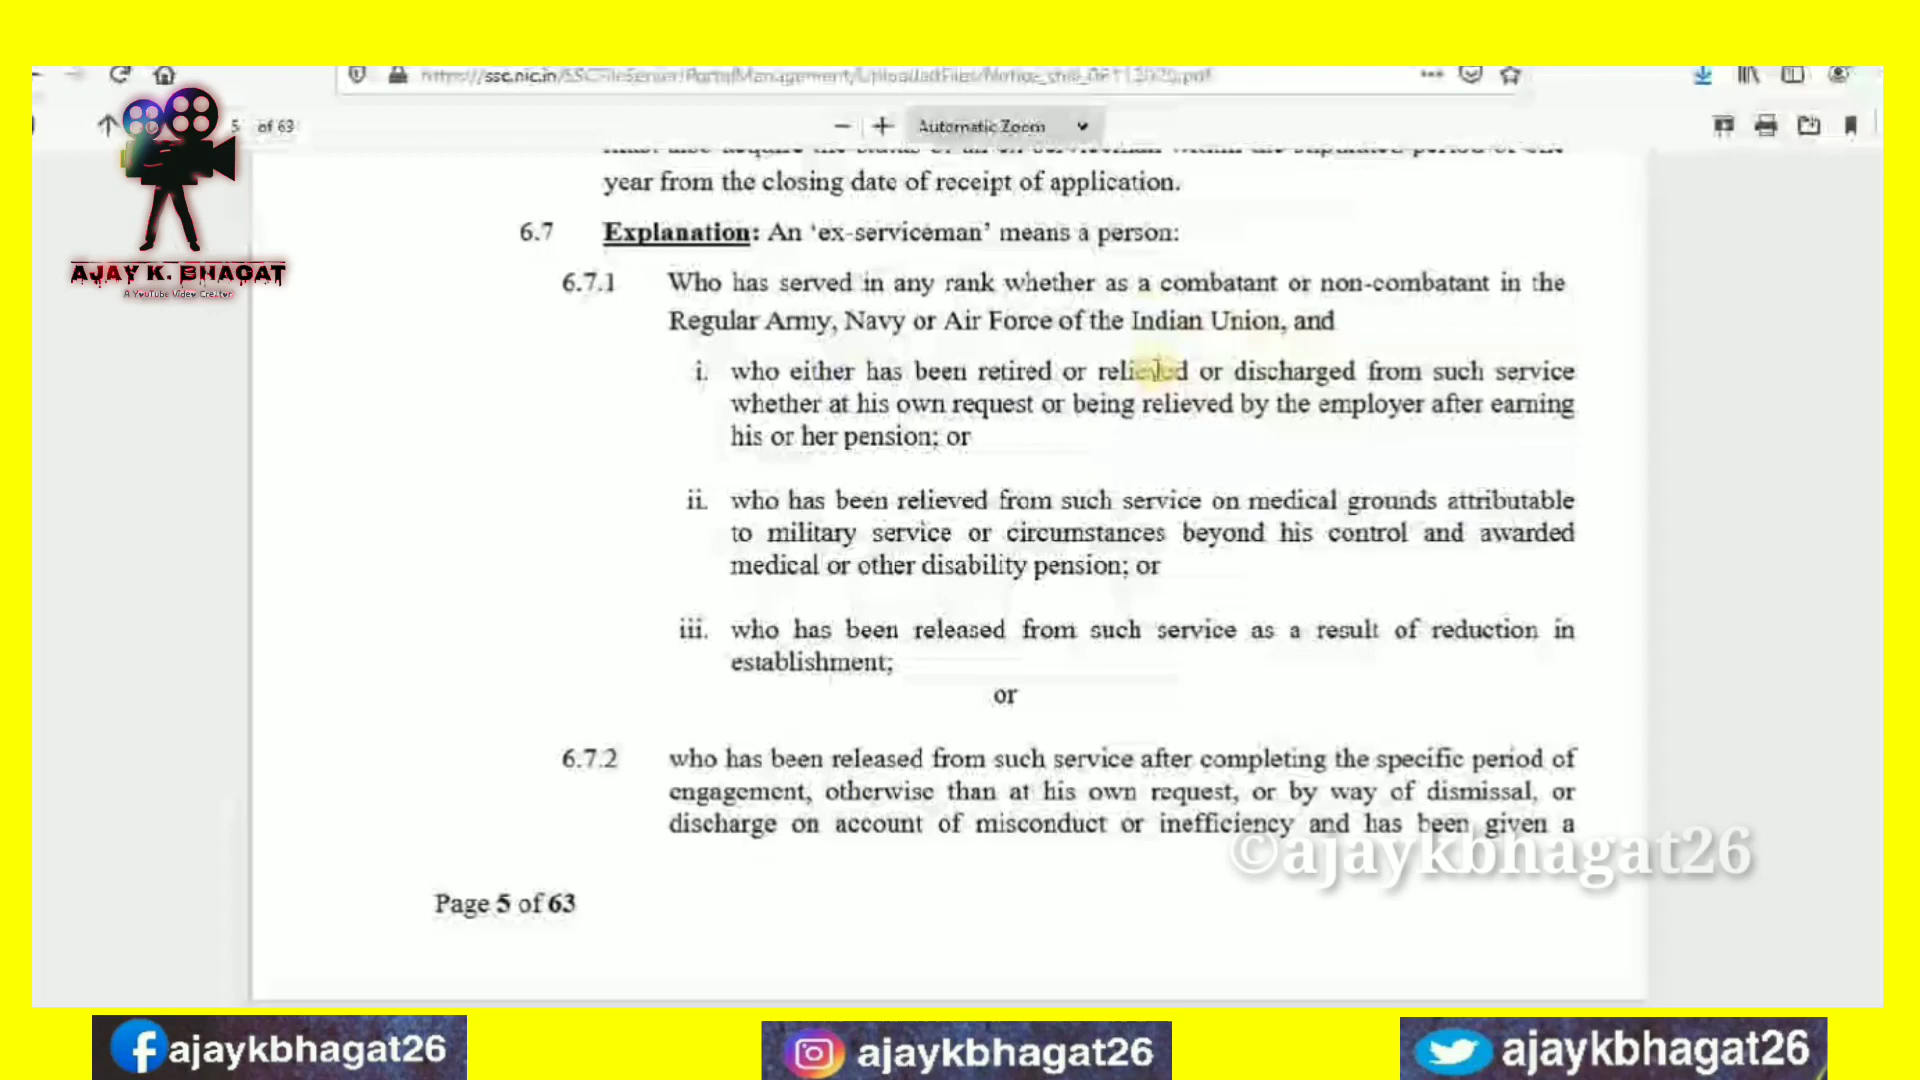 https://ssc.nic.in/SSCFileServer/PortalManagement/UploadedFiles/Notice_chsl_06112020.pdf
5 of 63
Automatic Zoom
year from the closing date of receipt of application.
AJAY K. BHAGAT
A YouTube Video Creator
6.7 Explanation: An ‘ex-serviceman’ means a person:
6.7.1 Who has served in any rank whether as a combatant or non-combatant in the
Regular Army, Navy or Air Force of the Indian Union, and
i. who either has been retired or relieved or discharged from such service
whether at his own request or being relieved by the employer after earning
his or her pension; or
ii. who has been relieved from such service on medical grounds attributable
to military service or circumstances beyond his control and awarded
medical or other disability pension; or
iii. who has been released from such service as a result of reduction in
establishment;
or
6.7.2 who has been released from such service after completing the specific period of
engagement, otherwise than at his own request, or by way of dismissal, or
discharge on account of misconduct or inefficiency and has been given a
©ajaykbhagat26
Page 5 of 63
ajaykbhagat26
ajaykbhagat26
ajaykbhagat26